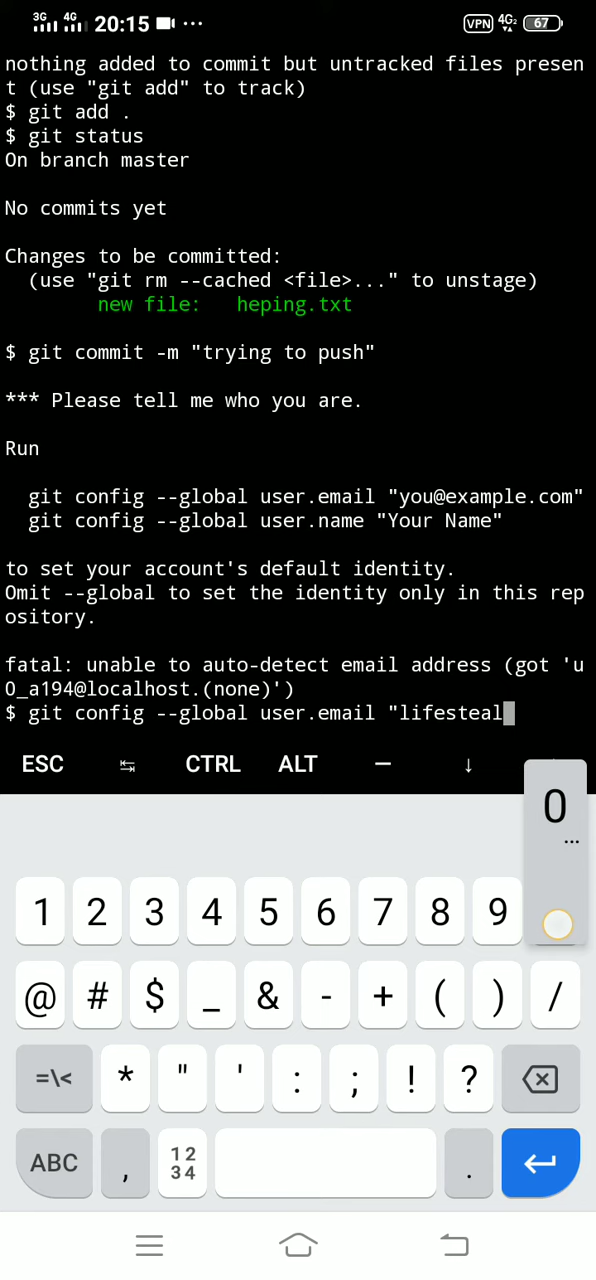 3G 4G 20:15 ... VPN 4G2 67
nothing added to commit but untracked files presen
t (use "git add" to track)
$ git add .
$ git status
On branch master
No commits yet
Changes to be committed:
(use "git rm --cached <file>..." to unstage)
new file: heping.txt
$ git commit -m "trying to push"
*** Please tell me who you are.
Run
git config --global user.email "you@example.com"
git config --global user.name "Your Name"
to set your account's default identity.
Omit --global to set the identity only in this rep
ository.
fatal: unable to auto-detect email address (got 'u
0_a194@localhost.(none)')
$ git config --global user.email "lifesteal
ESC ↹ CTRL ALT — ↓
0
...
1 2 3 4 5 6 7 8 9
@ # $ _ & - + ( ) /
=\< * " ' : ; ! ?
ABC , 12 .
34